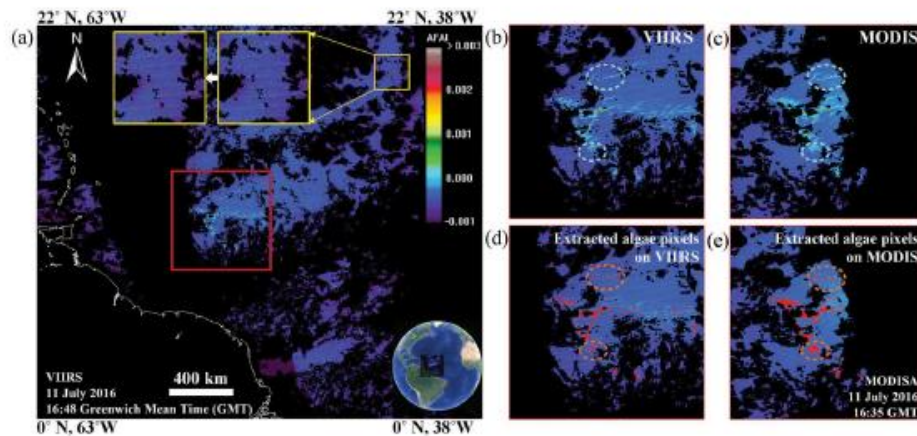 22° N, 63°W
22° N, 38°W
(a)
N
AFAI
> 0.003
0.002
0.001
0.000
-0.001
VIIRS
11 July 2016
16:48 Greenwich Mean Time (GMT)
400 km
0° N, 63°W
0° N, 38°W
(b)
VIIRS
(c)
MODIS
(d)
Extracted algae pixels
on VIIRS
(e)
Extracted algae pixels
on MODIS
MODISA
11 July 2016
16:35 GMT